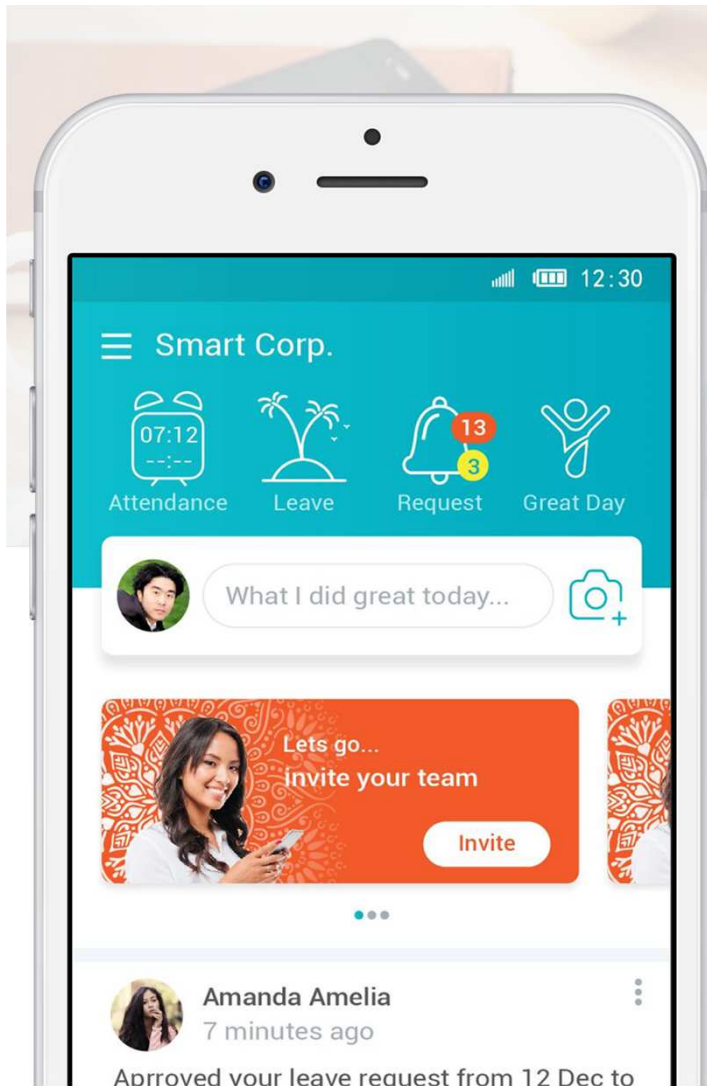 12:30
Smart Corp.
07:12
--:--
13
3
Attendance
Leave
Request
Great Day
What I did great today...
Lets go...
invite your team
Invite
Amanda Amelia
7 minutes ago
Aprroved your leave request from 12 Dec to